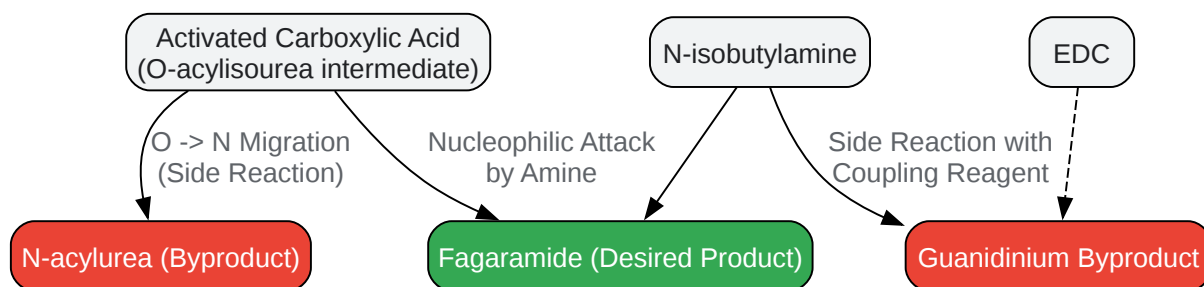 Activated Carboxylic Acid
(O-acylisourea intermediate)
N-isobutylamine
EDC
O -> N Migration
(Side Reaction)
Nucleophilic Attack
by Amine
Side Reaction with
Coupling Reagent
N-acylurea (Byproduct)
Fagaramide (Desired Product)
Guanidinium Byproduct